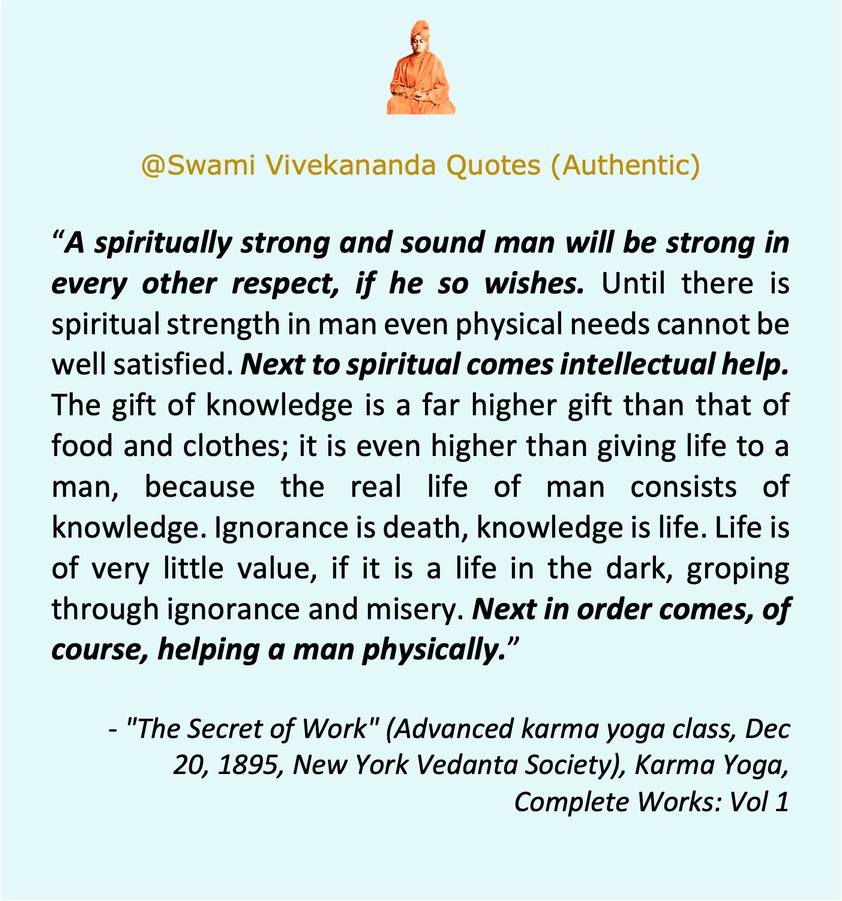 @Swami Vivekananda Quotes (Authentic)
“A spiritually strong and sound man will be strong in
every other respect, if he so wishes. Until there is
spiritual strength in man even physical needs cannot be
well satisfied. Next to spiritual comes intellectual help.
The gift of knowledge is a far higher gift than that of
food and clothes; it is even higher than giving life to a
man, because the real life of man consists of
knowledge. Ignorance is death, knowledge is life. Life is
of very little value, if it is a life in the dark, groping
through ignorance and misery. Next in order comes, of
course, helping a man physically.”
- "The Secret of Work" (Advanced karma yoga class, Dec
20, 1895, New York Vedanta Society), Karma Yoga,
Complete Works: Vol 1